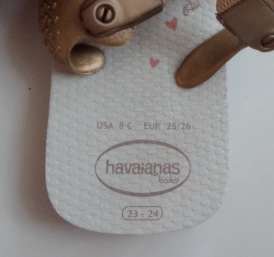 USA 8 C EUR 25/26
havaianas
baby
23 - 24